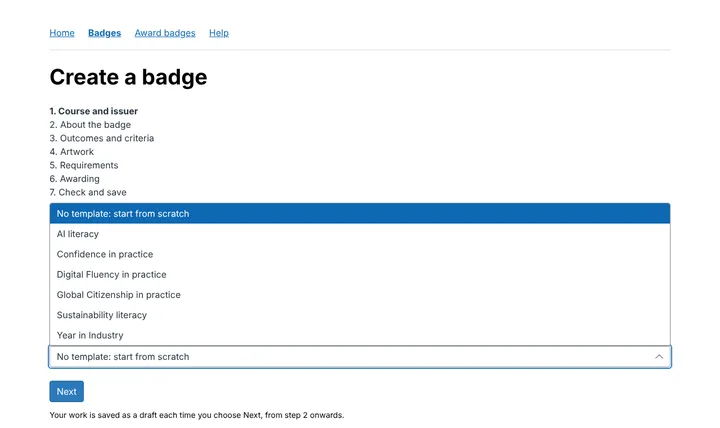 Home Badges Award badges Help
Create a badge
1. Course and issuer
2. About the badge
3. Outcomes and criteria
4. Artwork
5. Requirements
6. Awarding
7. Check and save
No template: start from scratch
AI literacy
Confidence in practice
Digital Fluency in practice
Global Citizenship in practice
Sustainability literacy
Year in Industry
No template: start from scratch
Next
Your work is saved as a draft each time you choose Next, from step 2 onwards.